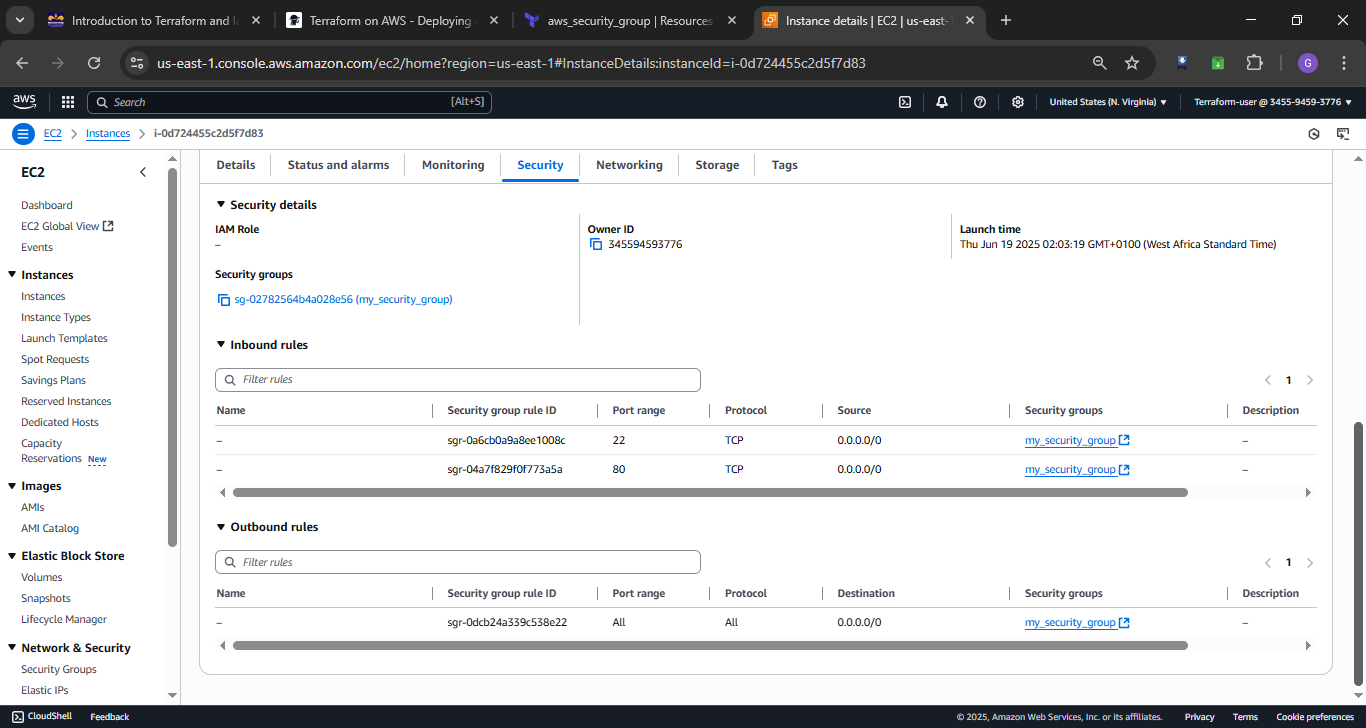 Introduction to Terraform and I
Terraform on AWS - Deploying
aws_security_group | Resources
Instance details | EC2 | us-east-1
us-east-1.console.aws.amazon.com/ec2/home?region=us-east-1#InstanceDetails:instanceId=i-0d724455c2d5f7d83
G
aws
Search
[Alt+S]
United States (N. Virginia)
Terraform-user @ 3455-9459-3776
EC2
Instances
i-0d724455c2d5f7d83
EC2
Dashboard
EC2 Global View
Events
Instances
Instances
Instance Types
Launch Templates
Spot Requests
Savings Plans
Reserved Instances
Dedicated Hosts
Capacity
Reservations New
Images
AMIs
AMI Catalog
Elastic Block Store
Volumes
Snapshots
Lifecycle Manager
Network & Security
Security Groups
Elastic IPs
Details Status and alarms Monitoring Security Networking Storage Tags
Security details
IAM Role
–
Owner ID
345594593776
Launch time
Thu Jun 19 2025 02:03:19 GMT+0100 (West Africa Standard Time)
Security groups
sg-02782564b4a028e56 (my_security_group)
Inbound rules
Filter rules
1
Name Security group rule ID Port range Protocol Source Security groups Description
– sgr-0a6cb0a9a8ee1008c 22 TCP 0.0.0.0/0 my_security_group –
– sgr-04a7f829f0f773a5a 80 TCP 0.0.0.0/0 my_security_group –
Outbound rules
Filter rules
1
Name Security group rule ID Port range Protocol Destination Security groups Description
– sgr-0dcb24a339c538e22 All All 0.0.0.0/0 my_security_group –
CloudShell Feedback
© 2025, Amazon Web Services, Inc. or its affiliates. Privacy Terms Cookie preferences